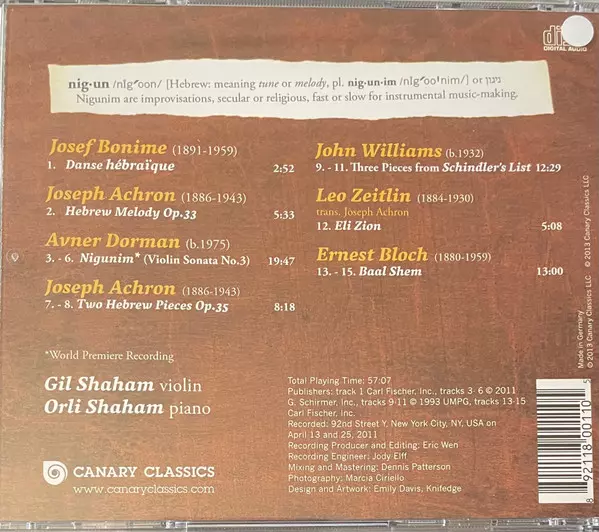 DIGITAL AUDIO
nig·un /nĭg´oon/ [Hebrew: meaning tune or melody, pl. nig·un·im /nĭg´oo'nim/] or ניגון
Nigunim are improvisations, secular or religious, fast or slow for instrumental music-making.
Josef Bonime (1891-1959)
1. Danse hébraïque 2:52
Joseph Achron (1886-1943)
2. Hebrew Melody Op.33 5:33
Avner Dorman (b.1975)
3. - 6. Nigunim* (Violin Sonata No.3) 19:47
Joseph Achron (1886-1943)
7. - 8. Two Hebrew Pieces Op.35 8:18
John Williams (b.1932)
9. - 11. Three Pieces from Schindler's List 12:29
Leo Zeitlin (1884-1930)
trans. Joseph Achron
12. Eli Zion 5:08
Ernest Bloch (1880-1959)
13. - 15. Baal Shem 13:00
*World Premiere Recording
Gil Shaham violin
Orli Shaham piano
CANARY CLASSICS
www.canaryclassics.com
Total Playing Time: 57:07
Publishers: track 1 Carl Fischer, Inc., tracks 3- 6 © 2011
G. Schirmer, Inc., tracks 9-11 © 1993 UMPG, tracks 13-15
Carl Fischer, Inc.
Recorded: 92nd Street Y, New York City, NY, USA on
April 13 and 25, 2011
Recording Producer and Editing: Eric Wen
Recording Engineer: Jody Elff
Mixing and Mastering: Dennis Patterson
Photography: Marcia Ciriello
Design and Artwork: Emily Davis, Knifedge
Made in Germany
℗ 2013 Canary Classics LLC
© 2013 Canary Classics LLC
8 92118 00110 5